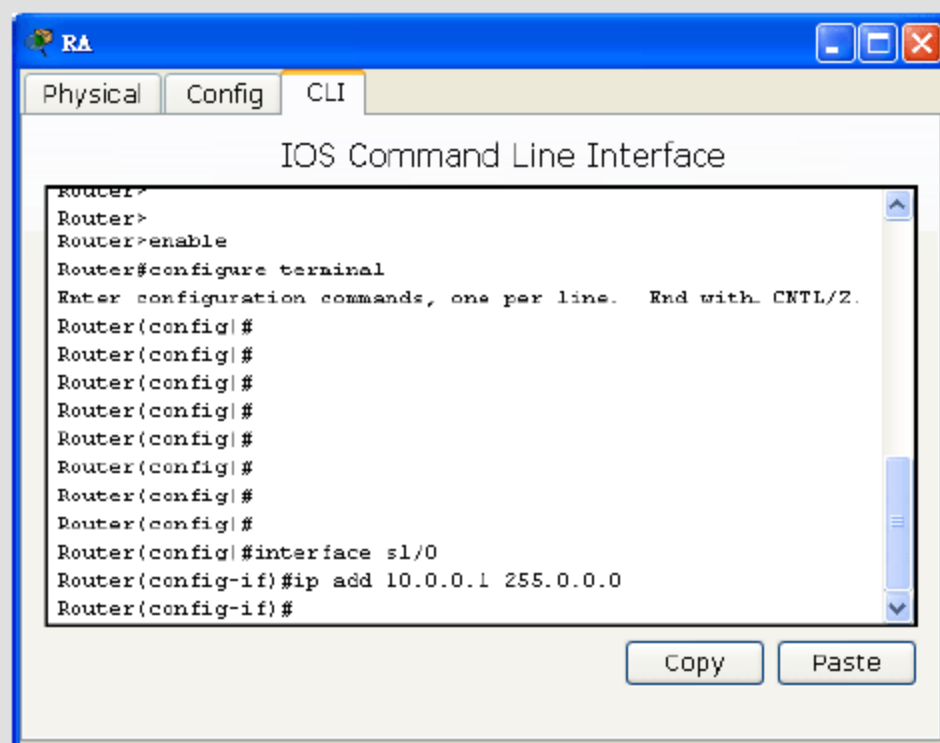 RA
Physical Config CLI
IOS Command Line Interface
Router>
Router>
Router>enable
Router#configure terminal
Enter configuration commands, one per line. End with CNTL/Z.
Router(config)#
Router(config)#
Router(config)#
Router(config)#
Router(config)#
Router(config)#
Router(config)#
Router(config)#
Router(config)#interface s1/0
Router(config-if)#ip add 10.0.0.1 255.0.0.0
Router(config-if)#
Copy Paste